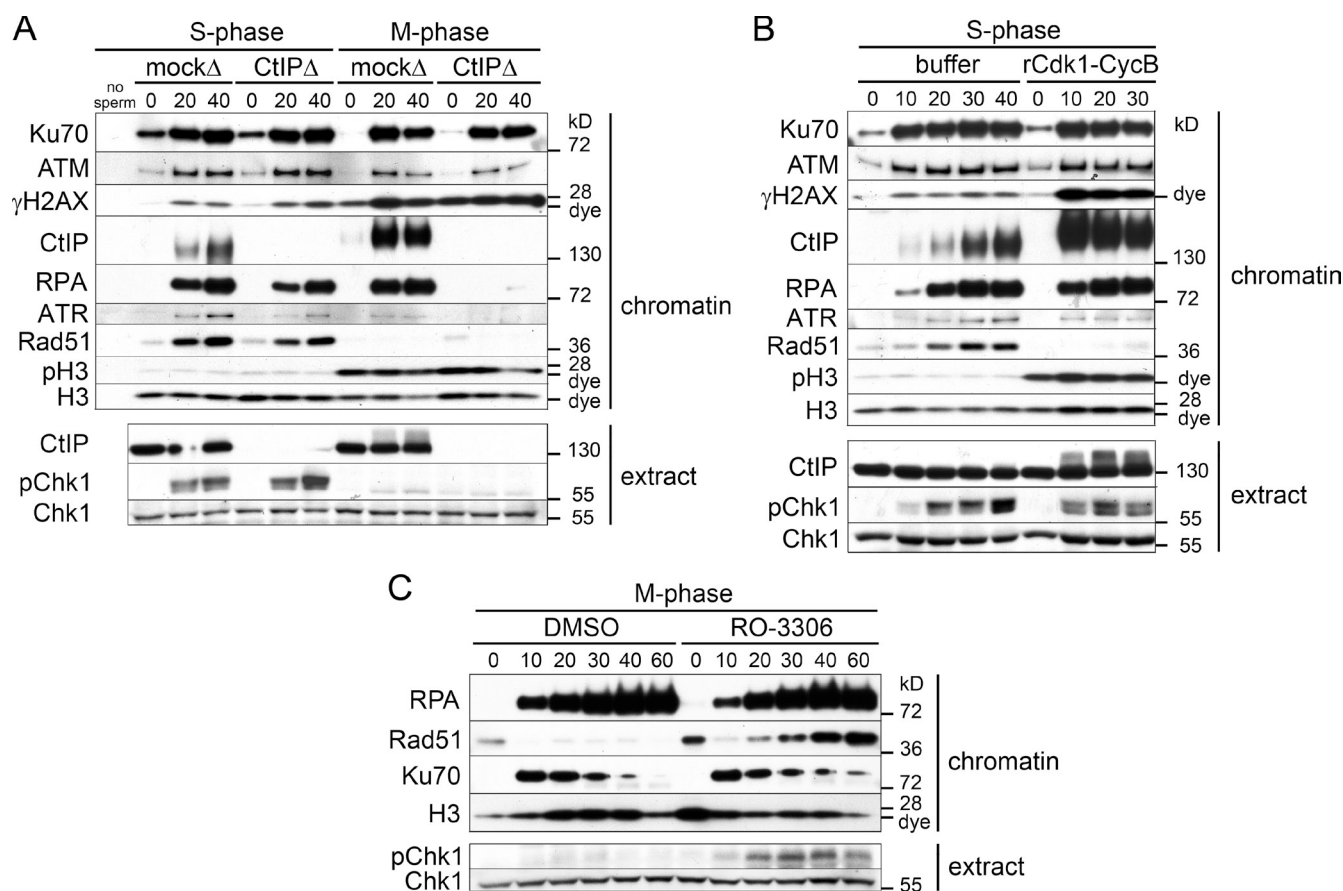 A
S-phase M-phase
mockΔ CtIPΔ mockΔ CtIPΔ
no sperm 0 20 40 0 20 40 0 20 40 0 20 40
kD
Ku70
72
ATM
γH2AX
28
dye
CtIP
130
RPA
72
ATR
Rad51
36
pH3
28
dye
H3
dye
chromatin
CtIP
130
pChk1
55
Chk1
55
extract
B
S-phase
buffer rCdk1-CycB
0 10 20 30 40 0 10 20 30
kD
Ku70
ATM
γH2AX
dye
CtIP
130
RPA
72
ATR
Rad51
36
pH3
dye
28
H3
dye
chromatin
CtIP
130
pChk1
55
Chk1
55
extract
C
M-phase
DMSO RO-3306
0 10 20 30 40 60 0 10 20 30 40 60
kD
RPA
72
Rad51
36
Ku70
72
H3
28
dye
chromatin
pChk1
Chk1
55
extract